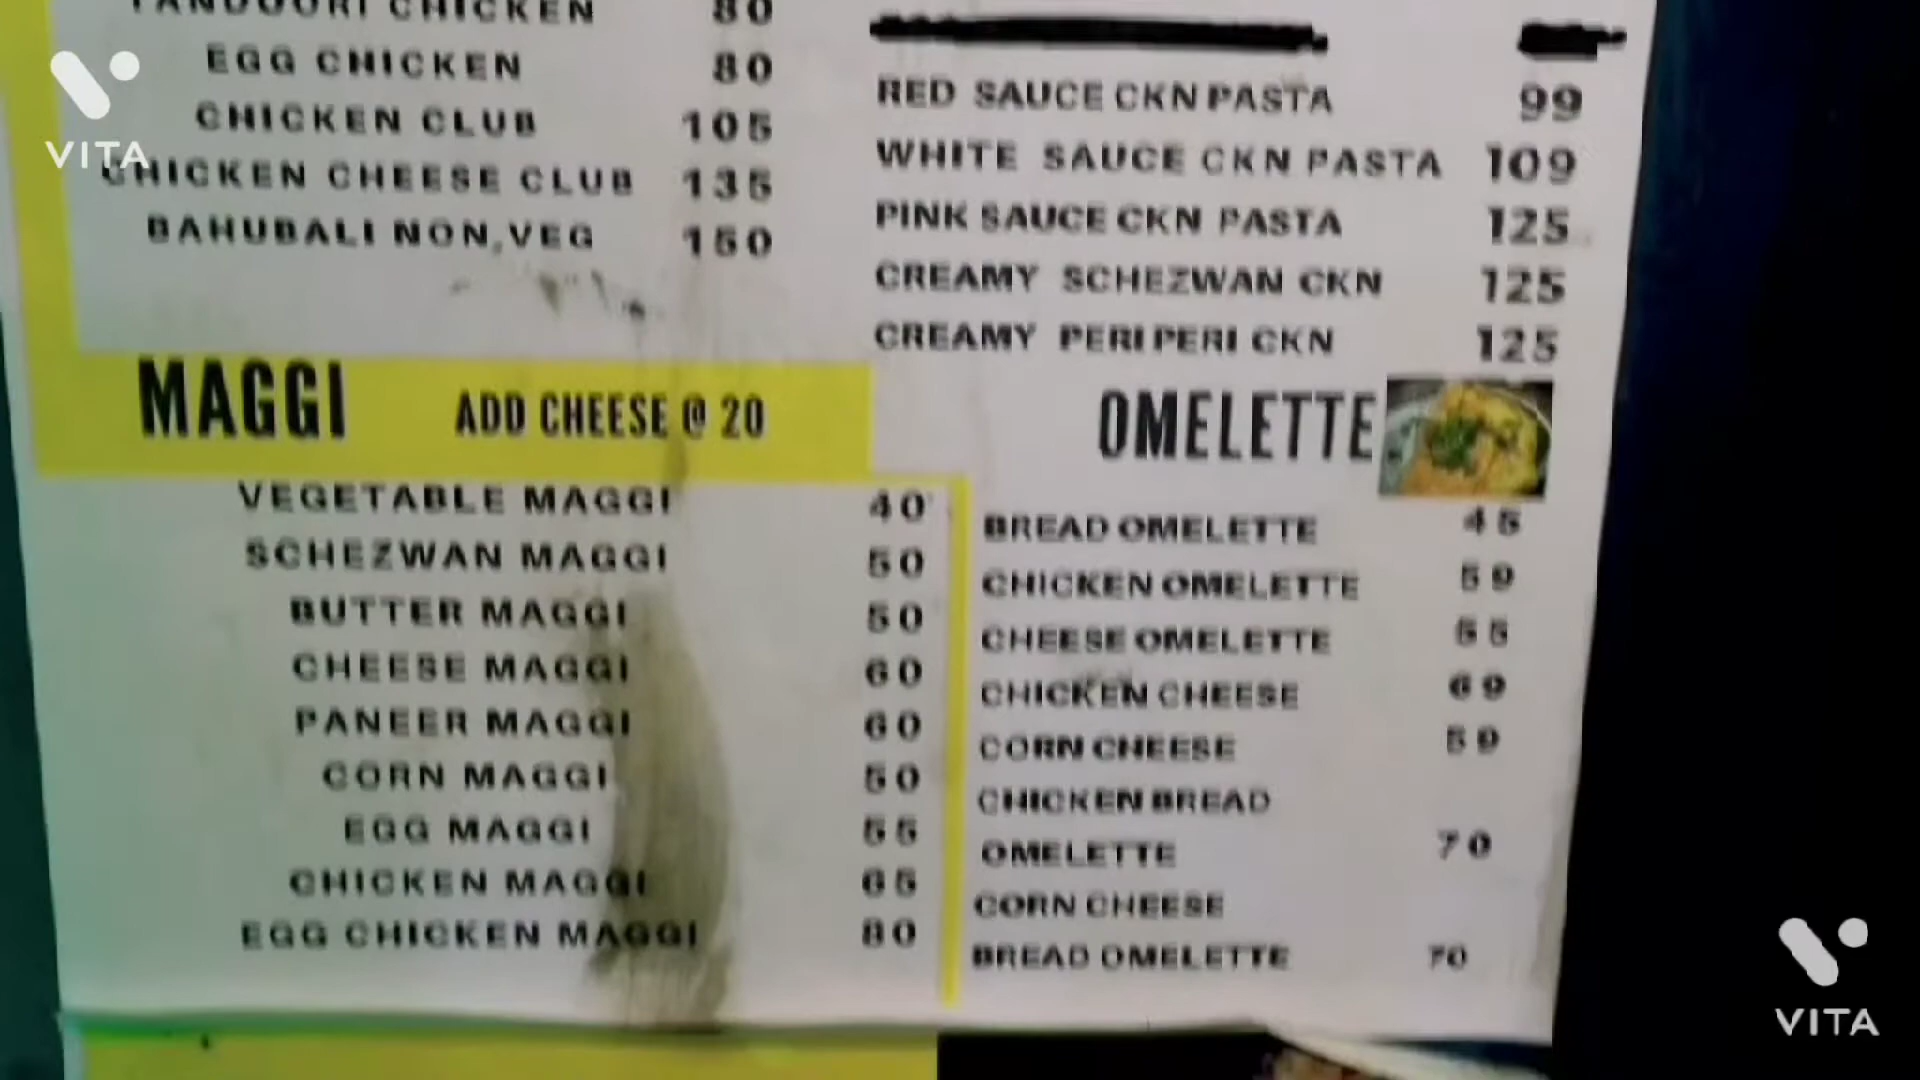 TANDOORI CHICKEN 80
EGG CHICKEN 80
CHICKEN CLUB 105
CHICKEN CHEESE CLUB 135
BAHUBALI NON,VEG 150
RED SAUCE CKN PASTA 99
WHITE SAUCE CKN PASTA 109
PINK SAUCE CKN PASTA 125
CREAMY SCHEZWAN CKN 125
CREAMY PERI PERI CKN 125
MAGGI ADD CHEESE @ 20
VEGETABLE MAGGI 40
SCHEZWAN MAGGI 50
BUTTER MAGGI 50
CHEESE MAGGI 60
PANEER MAGGI 60
CORN MAGGI 50
EGG MAGGI 55
CHICKEN MAGGI 65
EGG CHICKEN MAGGI 80
OMELETTE
BREAD OMELETTE 45
CHICKEN OMELETTE 59
CHEESE OMELETTE 55
CHICKEN CHEESE 69
CORN CHEESE 59
CHICKEN BREAD
OMELETTE 70
CORN CHEESE
BREAD OMELETTE 70
VITA
VITA